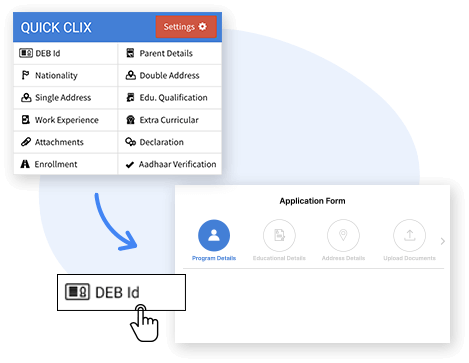 QUICK CLIX
Settings
DEB Id
Parent Details
Nationality
Double Address
Single Address
Edu. Qualification
Work Experience
Extra Curricular
Attachments
Declaration
Enrollment
Aadhaar Verification
Application Form
Program Details
Educational Details
Address Details
Upload Documents
DEB Id